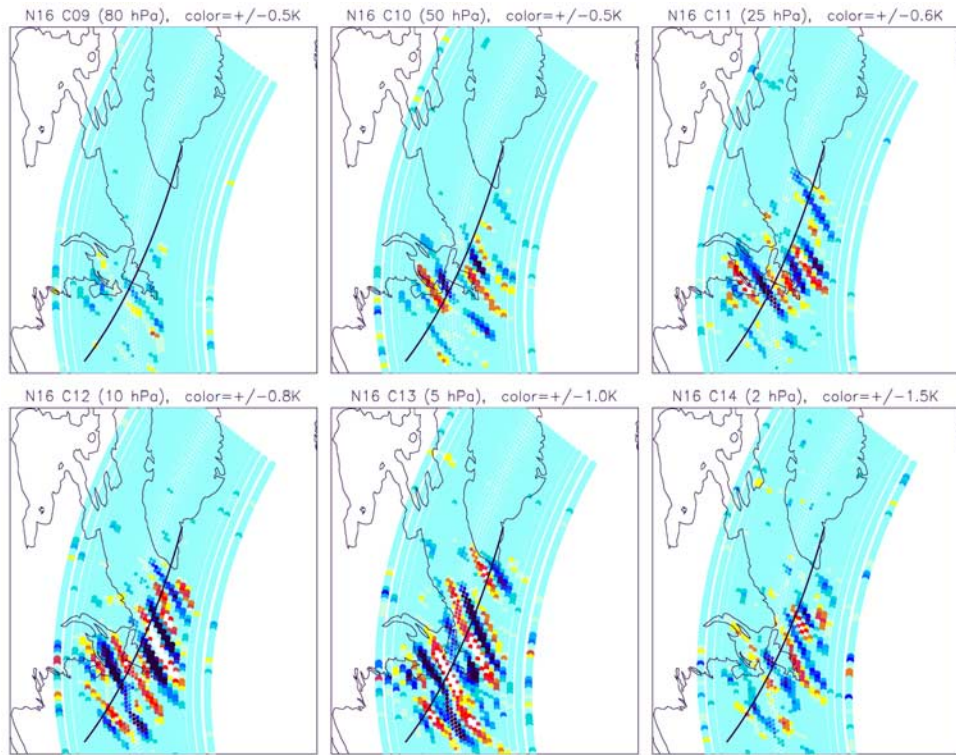 N16 C09 (80 hPa), color=+/−0.5K
N16 C10 (50 hPa), color=+/−0.5K
N16 C11 (25 hPa), color=+/−0.6K
N16 C12 (10 hPa), color=+/−0.8K
N16 C13 (5 hPa), color=+/−1.0K
N16 C14 (2 hPa), color=+/−1.5K